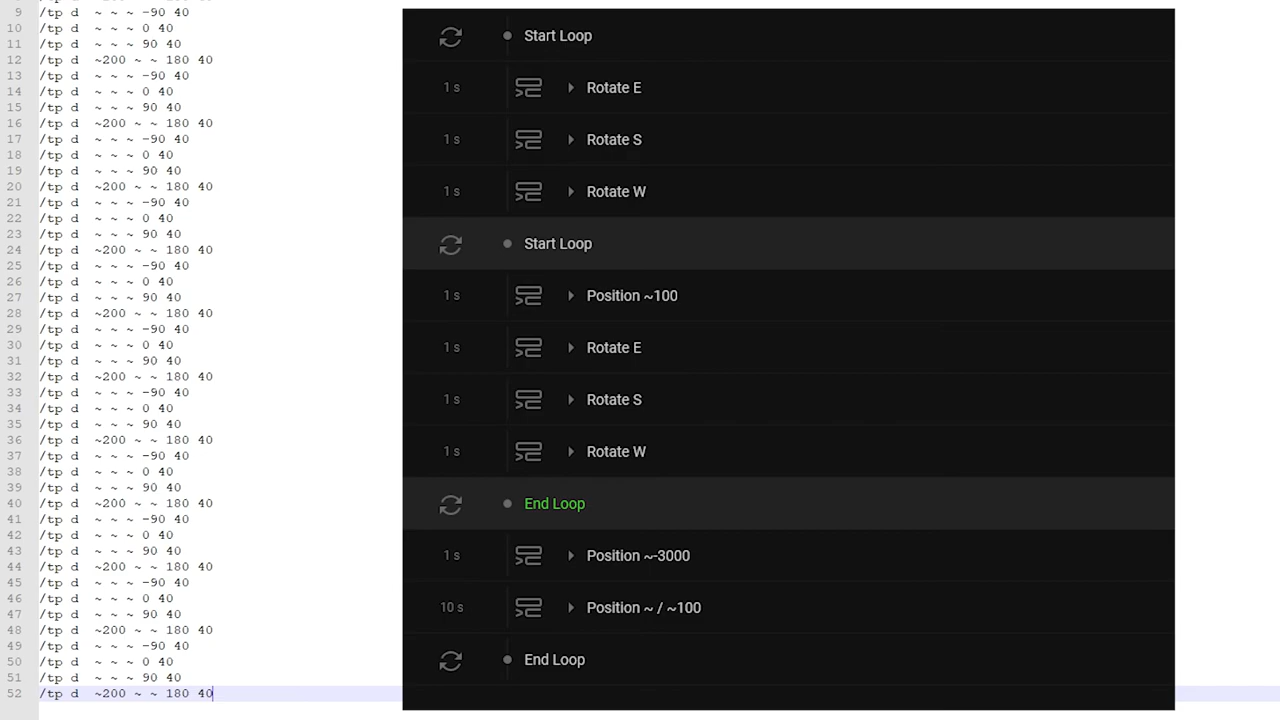 9 /tp d ~ ~ ~ -90 40
10 /tp d ~ ~ ~ 0 40
11 /tp d ~ ~ ~ 90 40
12 /tp d ~200 ~ ~ 180 40
13 /tp d ~ ~ ~ -90 40
14 /tp d ~ ~ ~ 0 40
15 /tp d ~ ~ ~ 90 40
16 /tp d ~200 ~ ~ 180 40
17 /tp d ~ ~ ~ -90 40
18 /tp d ~ ~ ~ 0 40
19 /tp d ~ ~ ~ 90 40
20 /tp d ~200 ~ ~ 180 40
21 /tp d ~ ~ ~ -90 40
22 /tp d ~ ~ ~ 0 40
23 /tp d ~ ~ ~ 90 40
24 /tp d ~200 ~ ~ 180 40
25 /tp d ~ ~ ~ -90 40
26 /tp d ~ ~ ~ 0 40
27 /tp d ~ ~ ~ 90 40
28 /tp d ~200 ~ ~ 180 40
29 /tp d ~ ~ ~ -90 40
30 /tp d ~ ~ ~ 0 40
31 /tp d ~ ~ ~ 90 40
32 /tp d ~200 ~ ~ 180 40
33 /tp d ~ ~ ~ -90 40
34 /tp d ~ ~ ~ 0 40
35 /tp d ~ ~ ~ 90 40
36 /tp d ~200 ~ ~ 180 40
37 /tp d ~ ~ ~ -90 40
38 /tp d ~ ~ ~ 0 40
39 /tp d ~ ~ ~ 90 40
40 /tp d ~200 ~ ~ 180 40
41 /tp d ~ ~ ~ -90 40
42 /tp d ~ ~ ~ 0 40
43 /tp d ~ ~ ~ 90 40
44 /tp d ~200 ~ ~ 180 40
45 /tp d ~ ~ ~ -90 40
46 /tp d ~ ~ ~ 0 40
47 /tp d ~ ~ ~ 90 40
48 /tp d ~200 ~ ~ 180 40
49 /tp d ~ ~ ~ -90 40
50 /tp d ~ ~ ~ 0 40
51 /tp d ~ ~ ~ 90 40
52 /tp d ~200 ~ ~ 180 40
Start Loop
1 s Rotate E
1 s Rotate S
1 s Rotate W
Start Loop
1 s Position ~100
1 s Rotate E
1 s Rotate S
1 s Rotate W
End Loop
1 s Position ~-3000
10 s Position ~ / ~100
End Loop